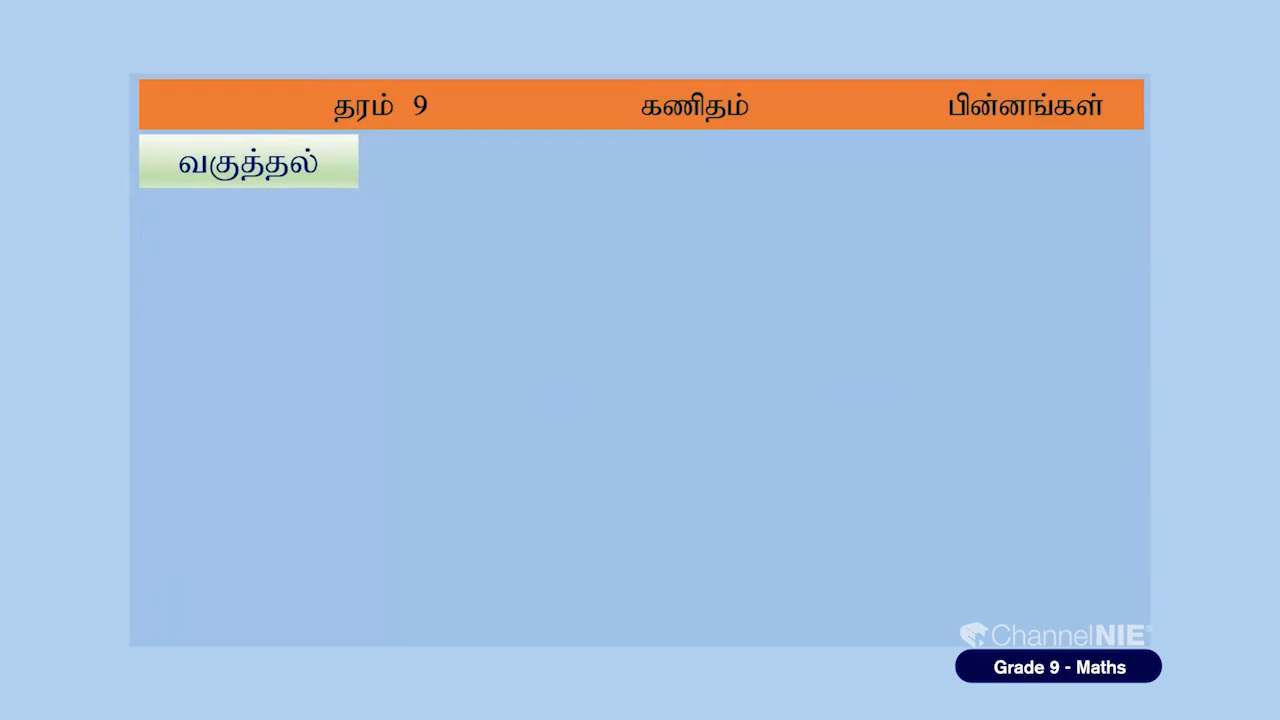 தரம் 9 கணிதம் பின்னங்கள்
வகுத்தல்
ChannelNIE
Grade 9 - Maths